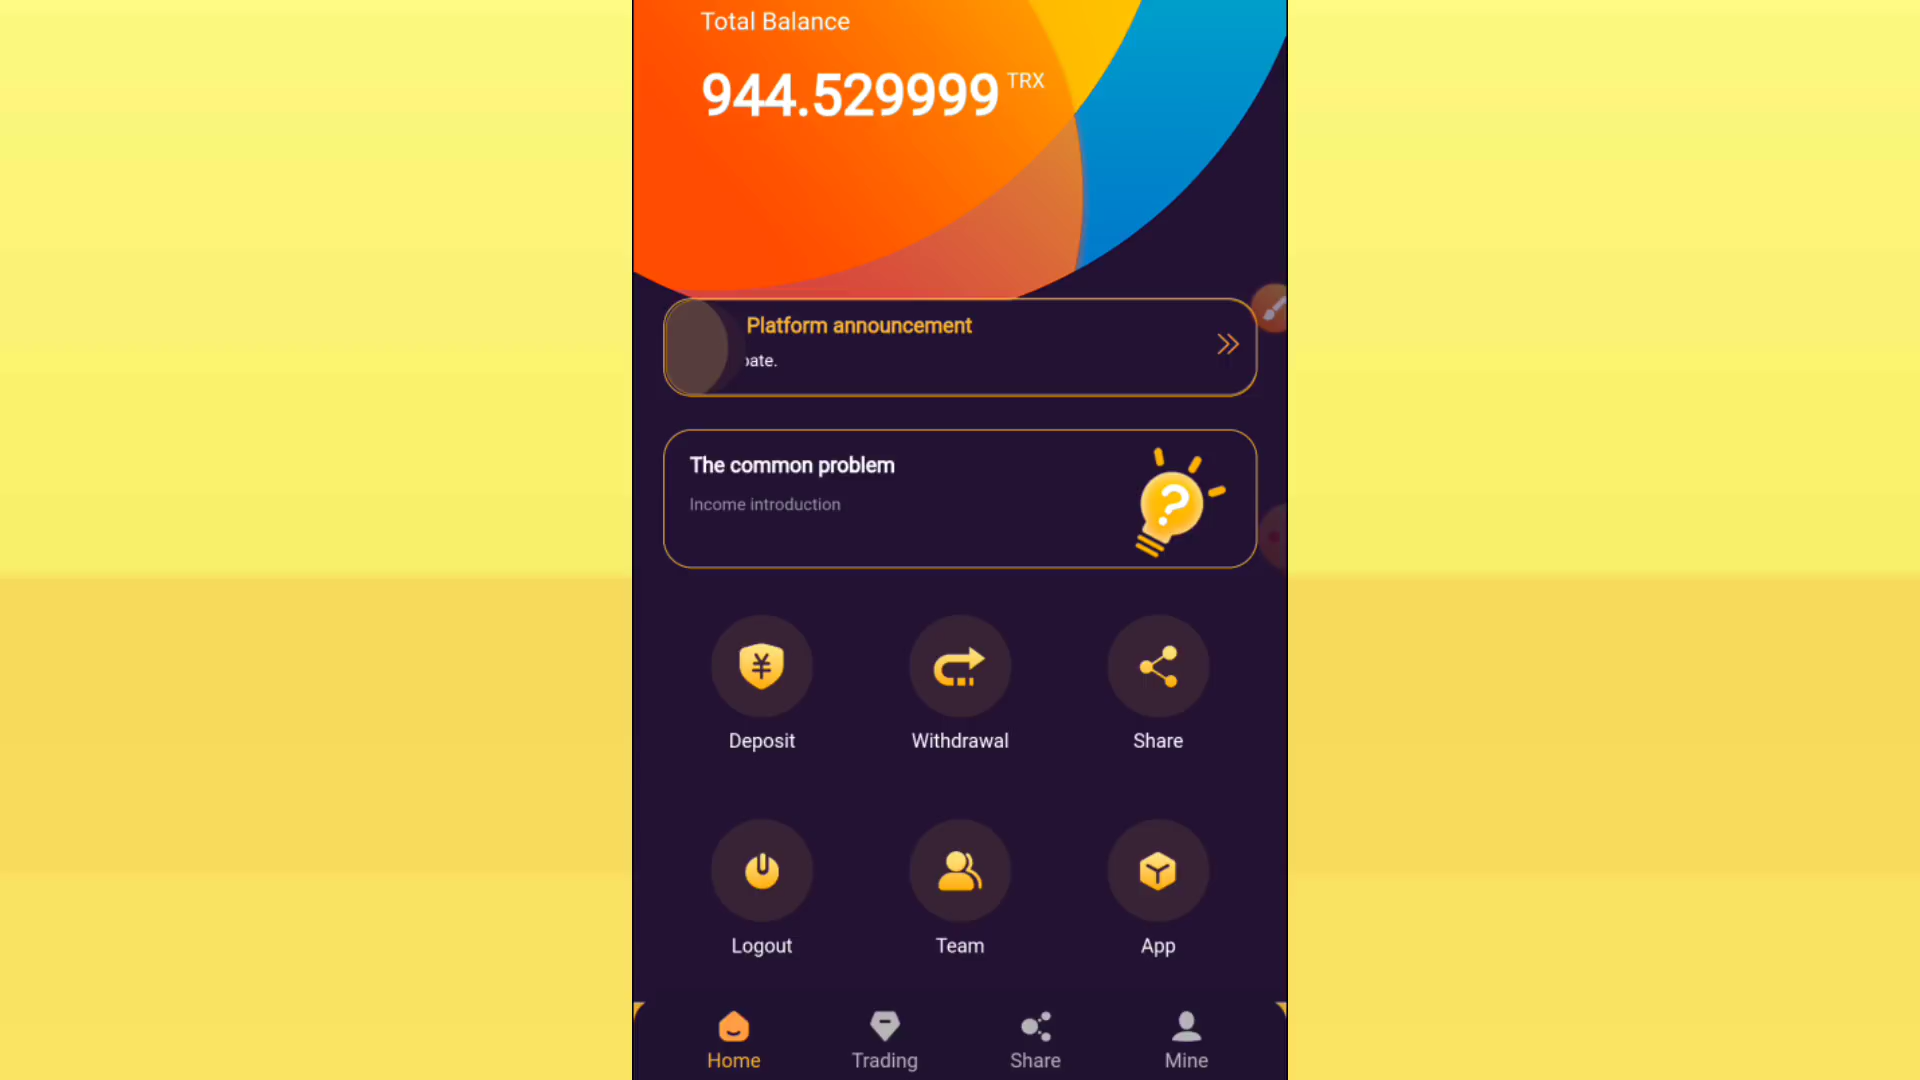 Total Balance
944.529999 TRX
Platform announcement
pate.
The common problem
Income introduction
Deposit
Withdrawal
Share
Logout
Team
App
Home
Trading
Share
Mine